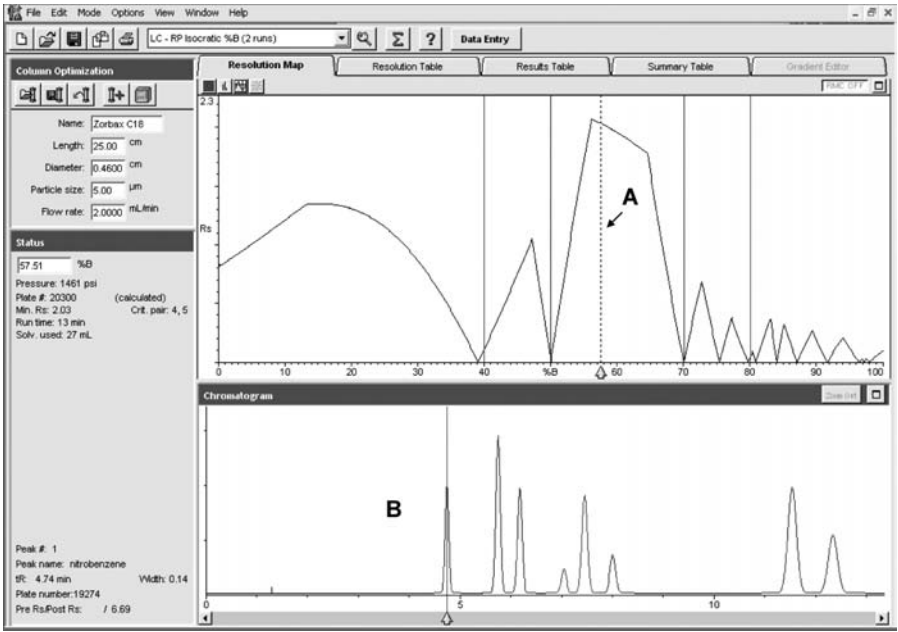 File Edit Mode Options View Window Help
LC - RP Isocratic %B (2 runs)
Σ ? Data Entry
Column Optimization
Name: Zorbax C18
Length: 25.00 cm
Diameter: 0.4600 cm
Particle size: 5.00 µm
Flow rate: 2.0000 mL/min
Status
57.51 %B
Pressure: 1461 psi
Plate #: 20300 (calculated)
Min. Rs: 2.03 Crit. pair: 4, 5
Run time: 13 min
Solv. used: 27 mL
Peak #: 1
Peak name: nitrobenzene
tR: 4.74 min Width: 0.14
Plate number:19274
Pre Rs/Post Rs: / 6.69
Resolution Map Resolution Table Results Table Summary Table Gradient Editor
RMC OFF
2.3
Rs
A
0 10 20 30 40 %B 60 70 80 90 100
Chromatogram
B
0 5 10